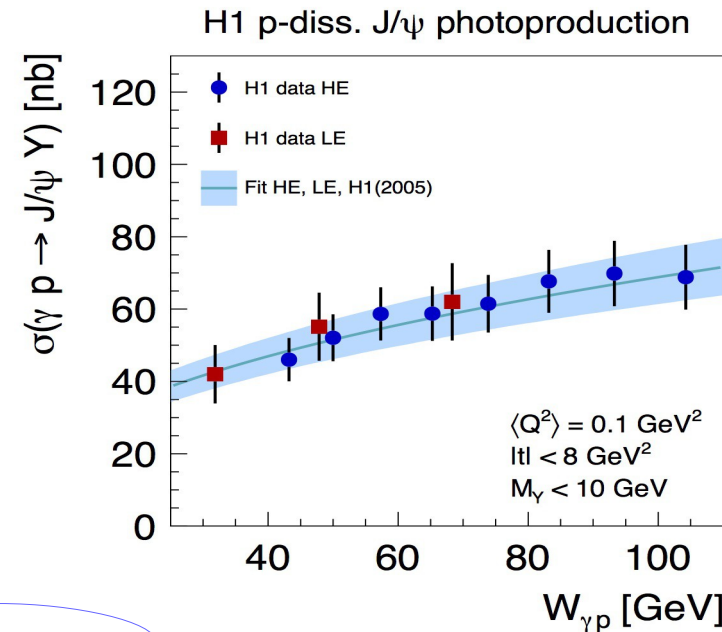 H1 p-diss. J/ψ photoproduction
σ(γ p → J/ψ Y) [nb]
120
100
80
60
40
20
0
H1 data HE
H1 data LE
Fit HE, LE, H1(2005)
⟨Q²⟩ = 0.1 GeV²
|t| < 8 GeV²
M_Y < 10 GeV
40 60 80 100
W_γp [GeV]